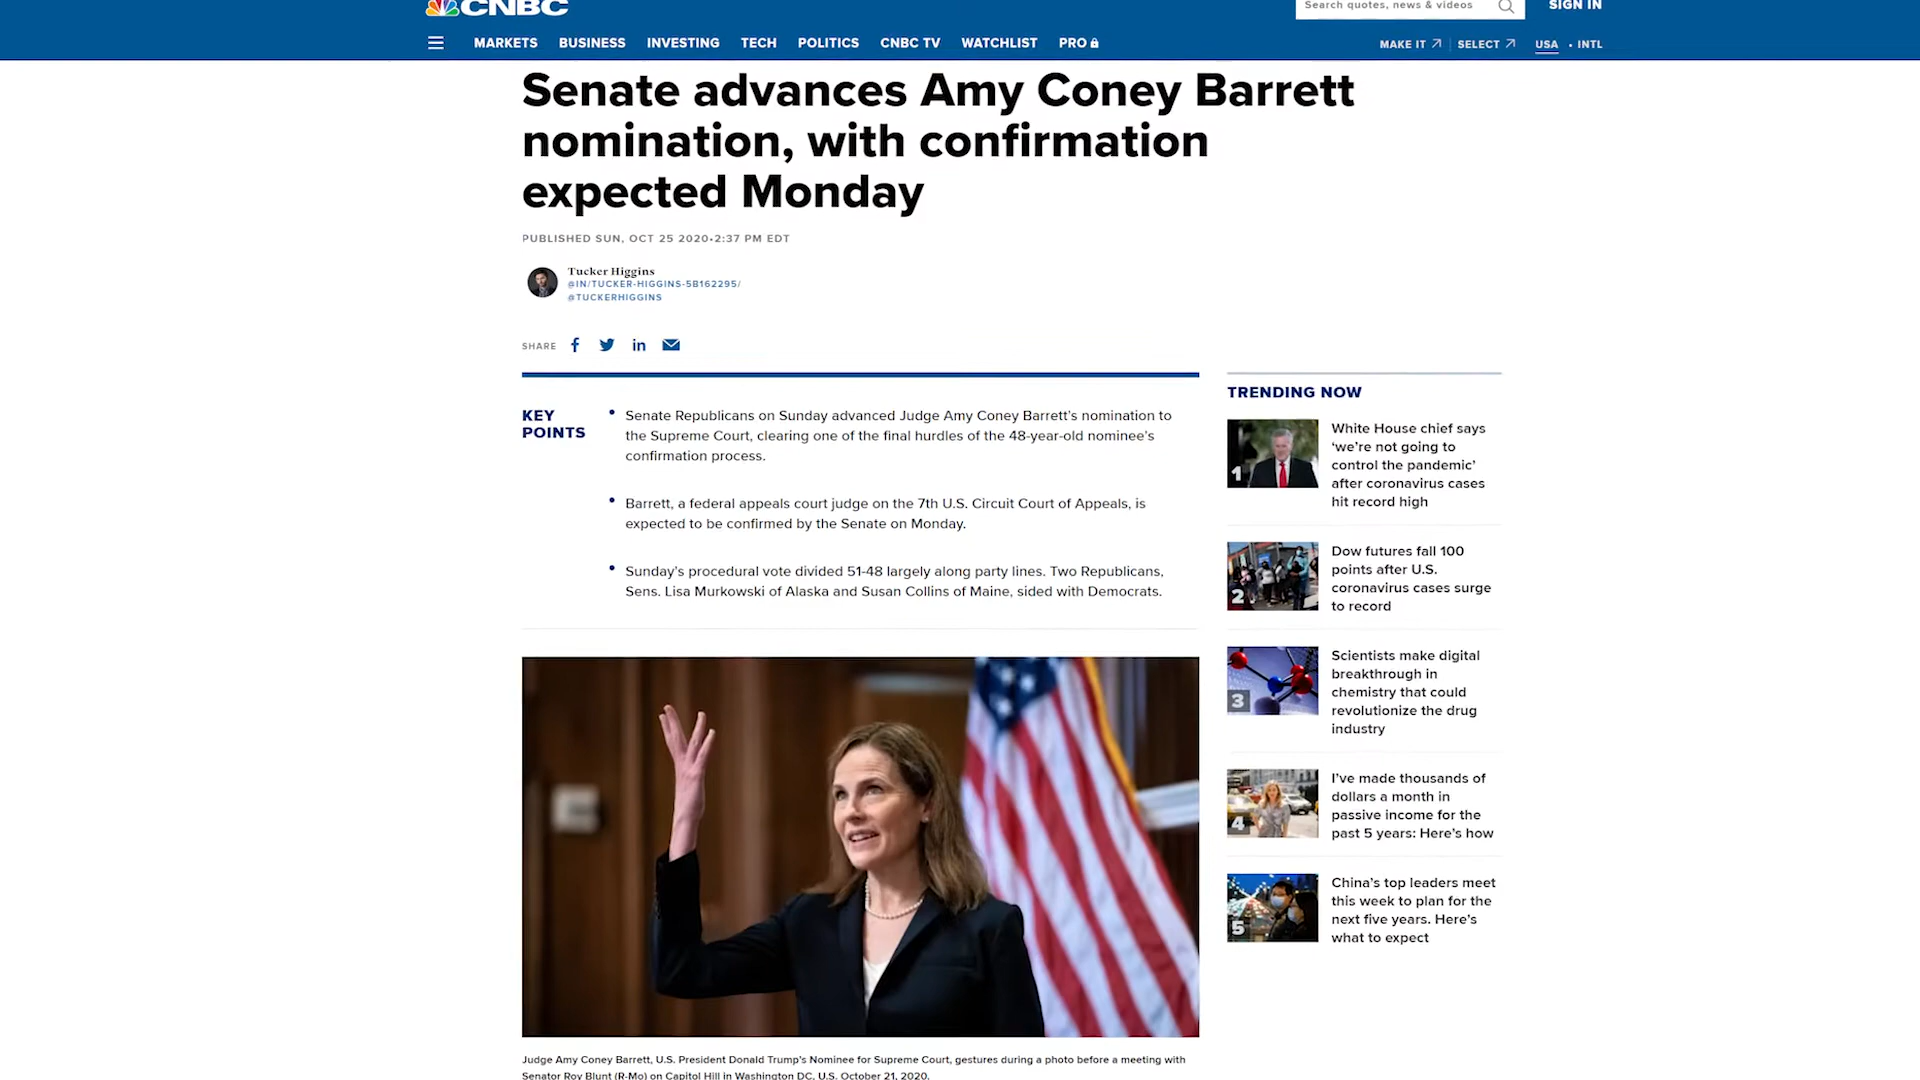 CNBC
Search quotes, news & videos
SIGN IN
MARKETS BUSINESS INVESTING TECH POLITICS CNBC TV WATCHLIST PRO
MAKE IT SELECT USA • INTL
Senate advances Amy Coney Barrett
nomination, with confirmation
expected Monday
PUBLISHED SUN, OCT 25 2020•2:37 PM EDT
Tucker Higgins
@IN/TUCKER-HIGGINS-5B162295/
@TUCKERHIGGINS
SHARE
KEY
POINTS
• Senate Republicans on Sunday advanced Judge Amy Coney Barrett's nomination to
the Supreme Court, clearing one of the final hurdles of the 48-year-old nominee's
confirmation process.
• Barrett, a federal appeals court judge on the 7th U.S. Circuit Court of Appeals, is
expected to be confirmed by the Senate on Monday.
• Sunday's procedural vote divided 51-48 largely along party lines. Two Republicans,
Sens. Lisa Murkowski of Alaska and Susan Collins of Maine, sided with Democrats.
Judge Amy Coney Barrett, U.S. President Donald Trump's Nominee for Supreme Court, gestures during a photo before a meeting with
Senator Roy Blunt (R-Mo) on Capitol Hill in Washington DC, U.S. October 21, 2020.
TRENDING NOW
1
White House chief says
'we're not going to
control the pandemic'
after coronavirus cases
hit record high
2
Dow futures fall 100
points after U.S.
coronavirus cases surge
to record
3
Scientists make digital
breakthrough in
chemistry that could
revolutionize the drug
industry
4
I've made thousands of
dollars a month in
passive income for the
past 5 years: Here's how
5
China's top leaders meet
this week to plan for the
next five years. Here's
what to expect